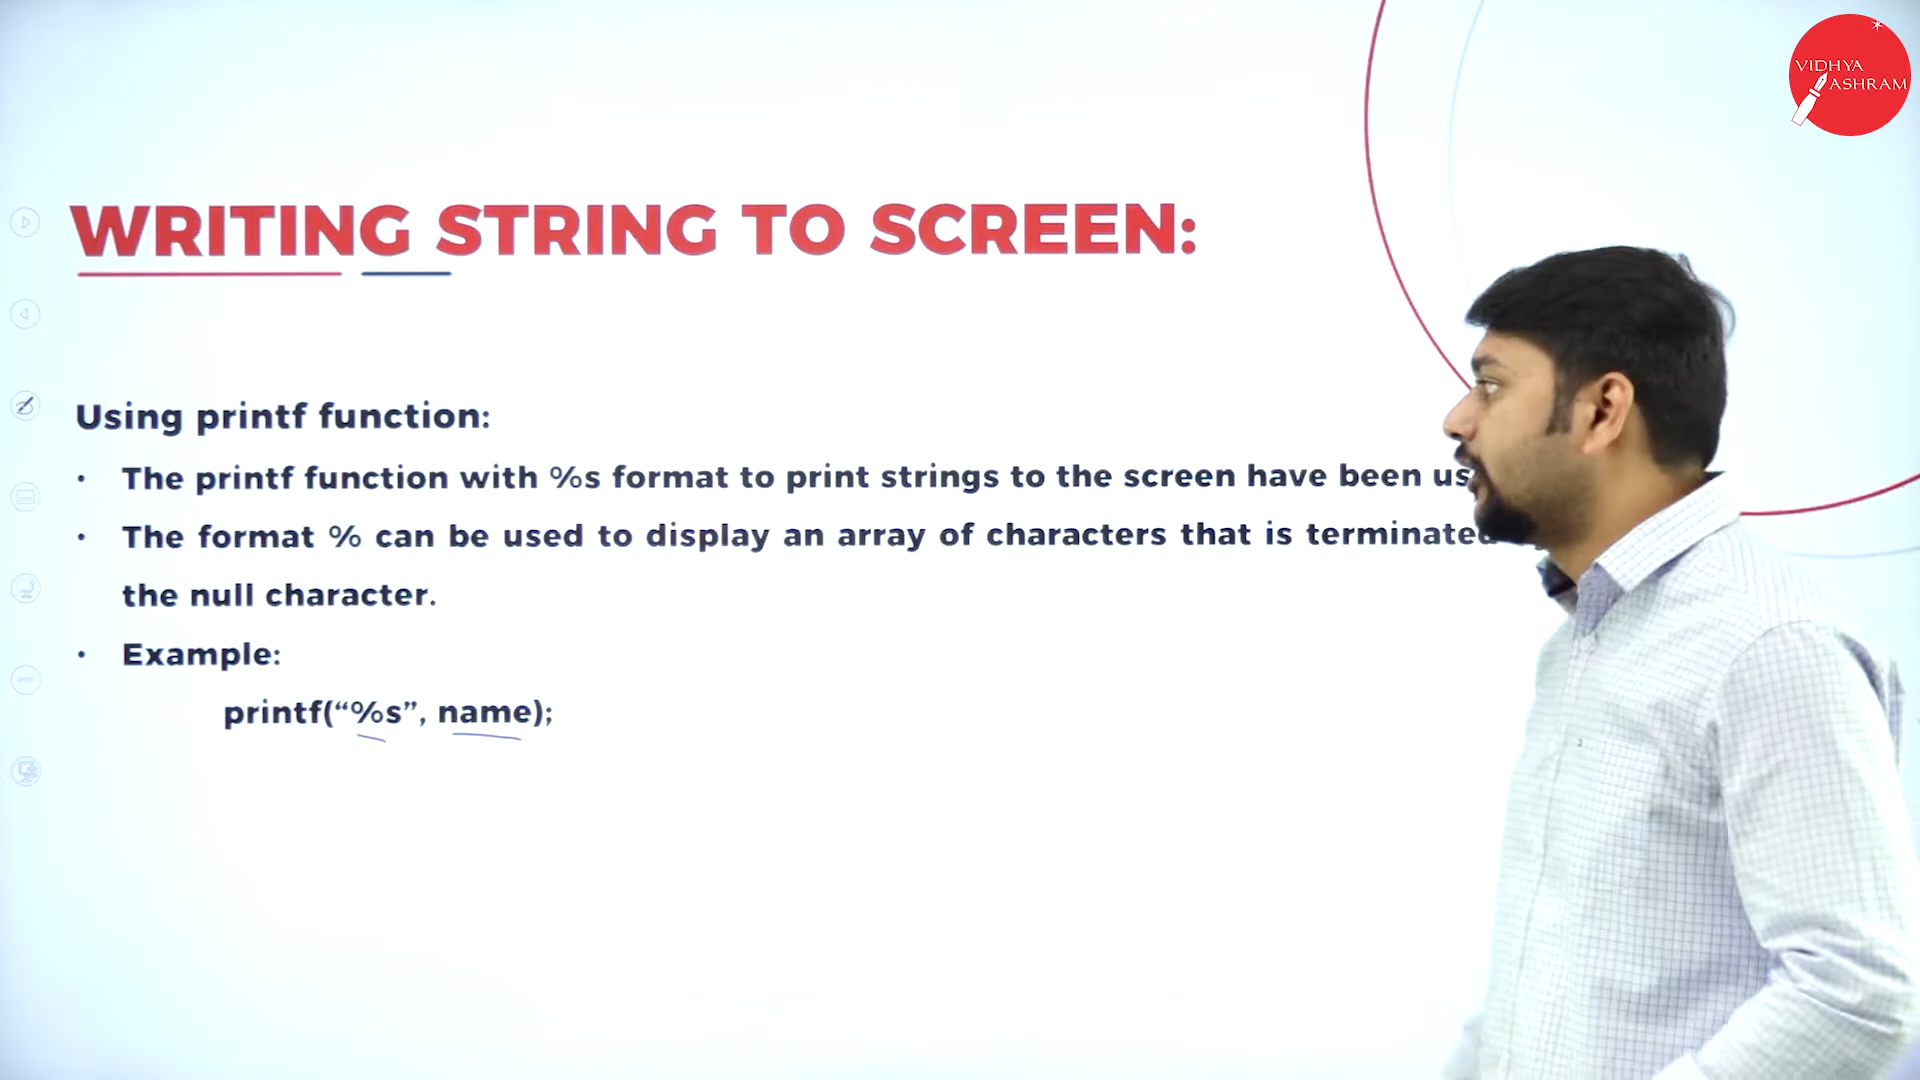 VIDHYA
ASHRAM
WRITING STRING TO SCREEN:
Using printf function:
• The printf function with %s format to print strings to the screen have been
• The format % can be used to display an array of characters that is terminated
the null character.
• Example:
printf(“%s”, name);